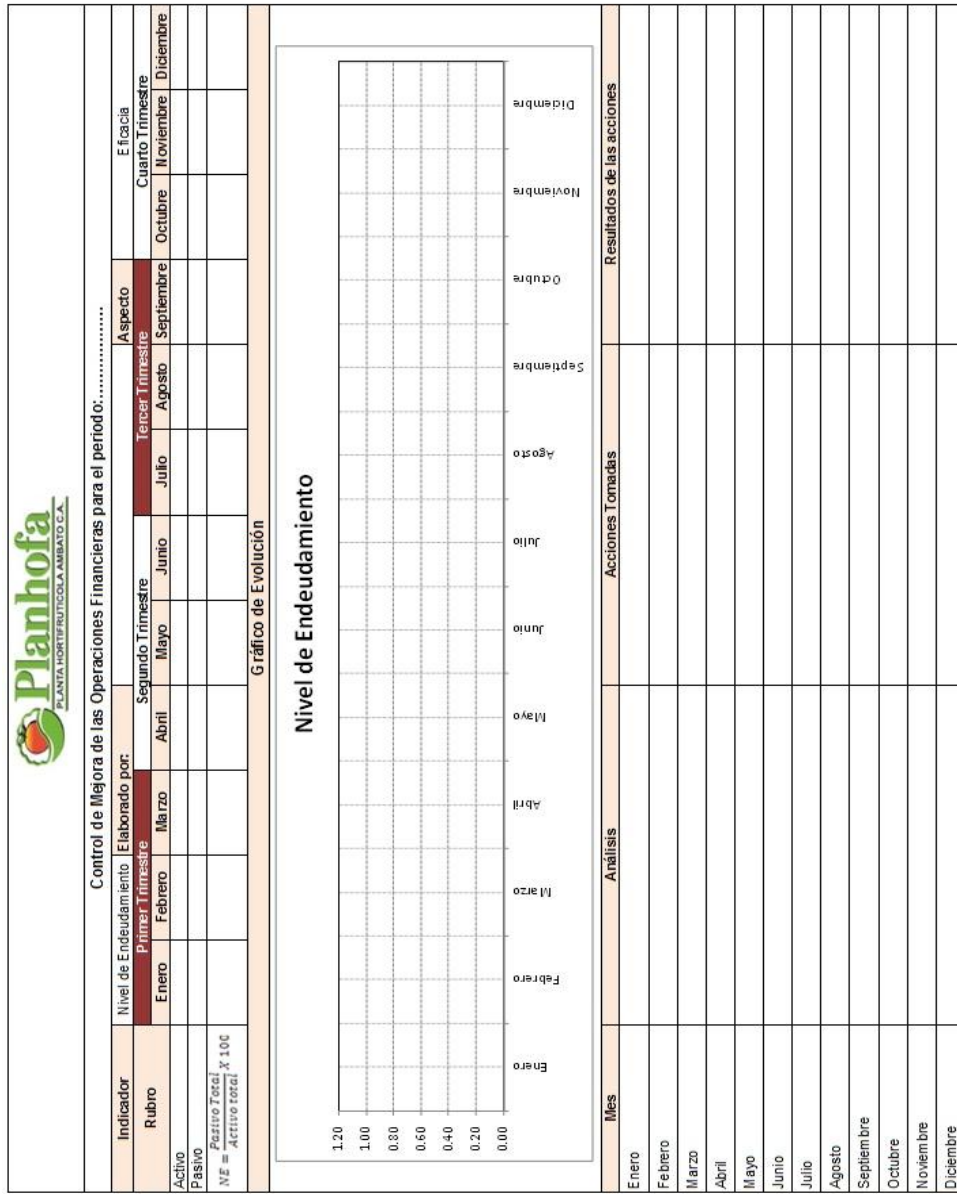 Planhofa
PLANTA HORTIFRUTICOLA AMBATO C.A.
Control de Mejora de las Operaciones Financieras para el periodo:................
Indicador Nivel de Endeudamiento Elaborado por: Aspecto Eficacia
Rubro Primer Trimestre Segundo Trimestre Tercer Trimestre Cuarto Trimestre
Enero Febrero Marzo Abril Mayo Junio Julio Agosto Septiembre Octubre Noviembre Diciembre
Activo
Pasivo
NE = Pasivo Total / Activo total X 100
Gráfico de Evolución
Nivel de Endeudamiento
1.20
1.00
0.80
0.60
0.40
0.20
0.00
Enero Febrero Marzo Abril Mayo Junio Julio Agosto Septiembre Octubre Noviembre Diciembre
Mes Análisis Acciones Tomadas Resultados de las acciones
Enero
Febrero
Marzo
Abril
Mayo
Junio
Julio
Agosto
Septiembre
Octubre
Noviembre
Diciembre